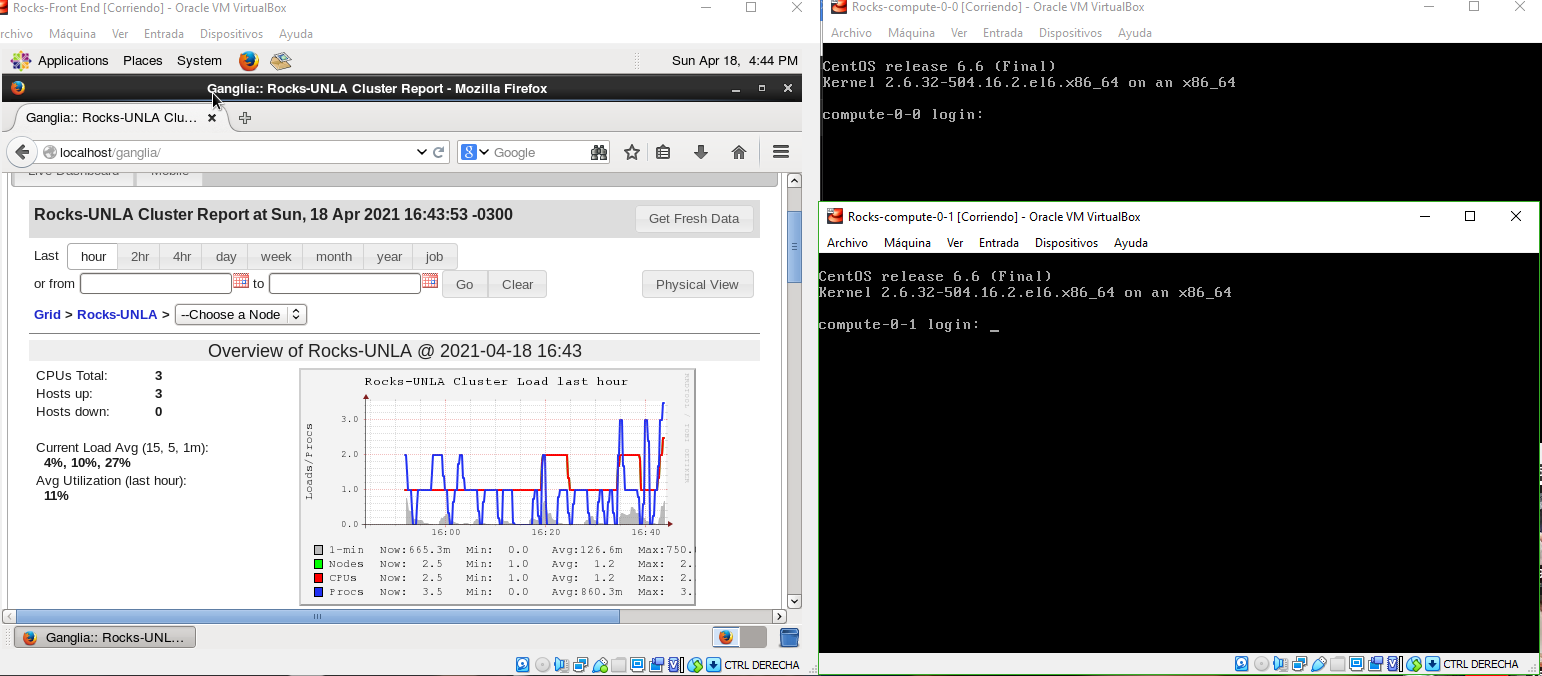 Rocks-Front End [Corriendo] - Oracle VM VirtualBox
rchivo Máquina Ver Entrada Dispositivos Ayuda
Applications Places System Sun Apr 18, 4:44 PM
Ganglia:: Rocks-UNLA Cluster Report - Mozilla Firefox
Ganglia:: Rocks-UNLA Clu...
localhost/ganglia/ Google
Live Dashboard Mobile
Rocks-UNLA Cluster Report at Sun, 18 Apr 2021 16:43:53 -0300 Get Fresh Data
Last hour 2hr 4hr day week month year job
or from to Go Clear Physical View
Grid > Rocks-UNLA > --Choose a Node
Overview of Rocks-UNLA @ 2021-04-18 16:43
CPUs Total: 3
Hosts up: 3
Hosts down: 0
Current Load Avg (15, 5, 1m):
4%, 10%, 27%
Avg Utilization (last hour):
11%
Rocks-UNLA Cluster Load last hour
RRDTOOL / TOBI OETIKER
Loads/Procs
3.0
2.0
1.0
0.0
16:00 16:20 16:40
1-min Now:665.3m Min: 0.0 Avg:126.6m Max:750.
Nodes Now: 2.5 Min: 1.0 Avg: 1.2 Max: 2.
CPUs Now: 2.5 Min: 1.0 Avg: 1.2 Max: 2.
Procs Now: 3.5 Min: 0.0 Avg:860.3m Max: 3.
Ganglia:: Rocks-UNL...
CTRL DERECHA
Rocks-compute-0-0 [Corriendo] - Oracle VM VirtualBox
Archivo Máquina Ver Entrada Dispositivos Ayuda
CentOS release 6.6 (Final)
Kernel 2.6.32-504.16.2.el6.x86_64 on an x86_64
compute-0-0 login:
Rocks-compute-0-1 [Corriendo] - Oracle VM VirtualBox
Archivo Máquina Ver Entrada Dispositivos Ayuda
CentOS release 6.6 (Final)
Kernel 2.6.32-504.16.2.el6.x86_64 on an x86_64
compute-0-1 login: _
CTRL DERECHA